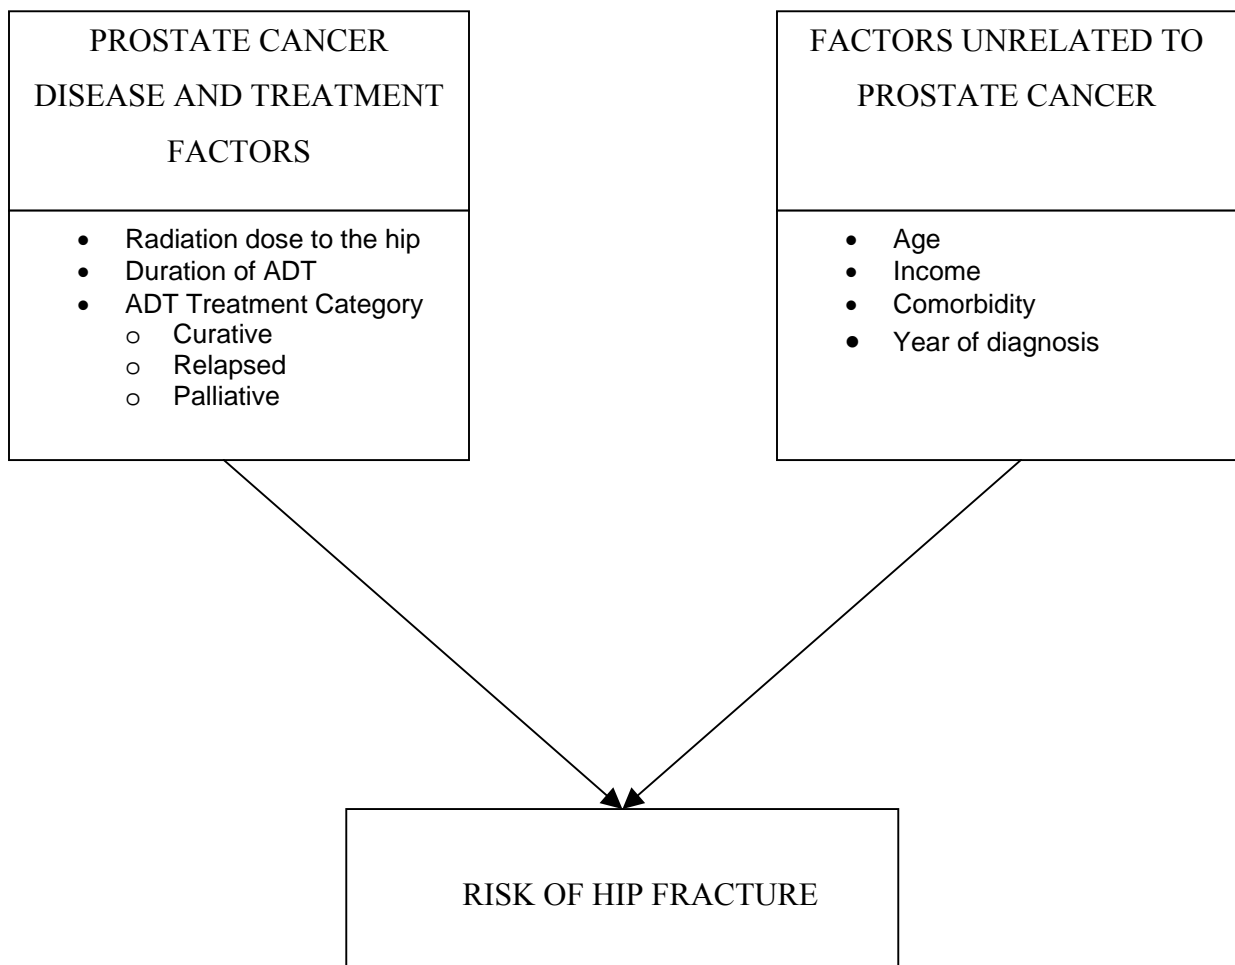 PROSTATE CANCER
DISEASE AND TREATMENT
FACTORS
• Radiation dose to the hip
• Duration of ADT
• ADT Treatment Category
o Curative
o Relapsed
o Palliative
FACTORS UNRELATED TO
PROSTATE CANCER
• Age
• Income
• Comorbidity
• Year of diagnosis
RISK OF HIP FRACTURE